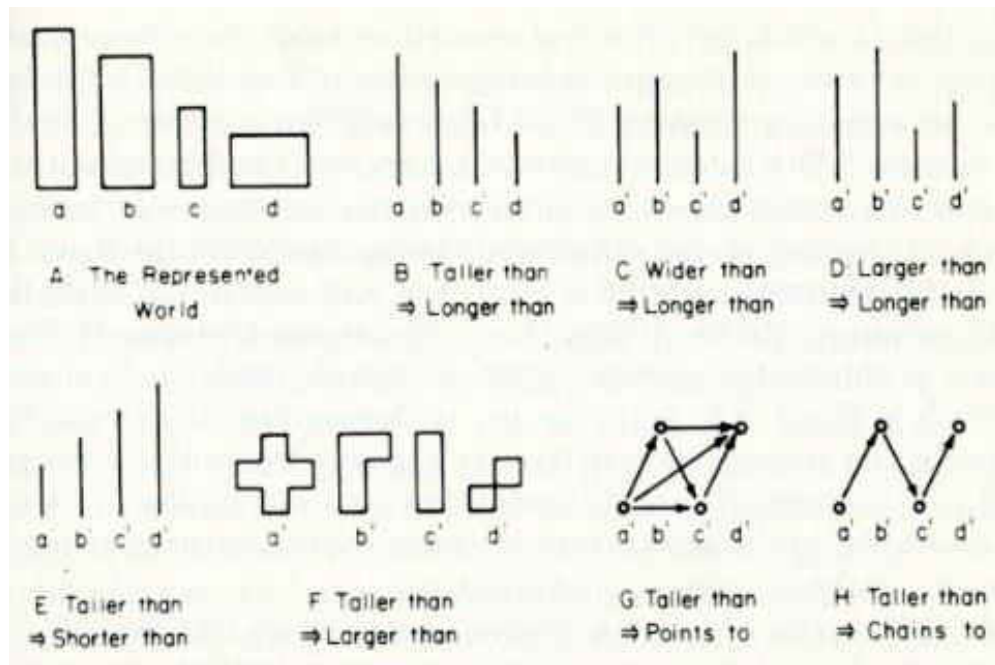 a b c d
a' b' c' d'
a' b' c' d'
a' b' c' d'
A. The Represented
World
B Taller than
⇒ Longer than
C Wider than
⇒ Longer than
D: Larger than
⇒ Longer than
a' b' c' d'
a' b' c' d'
a' b' c' d'
a' b' c' d'
E Taller than
⇒ Shorter than
F Taller than
⇒ Larger than
G Taller than
⇒ Points to
H Taller than
⇒ Chains to